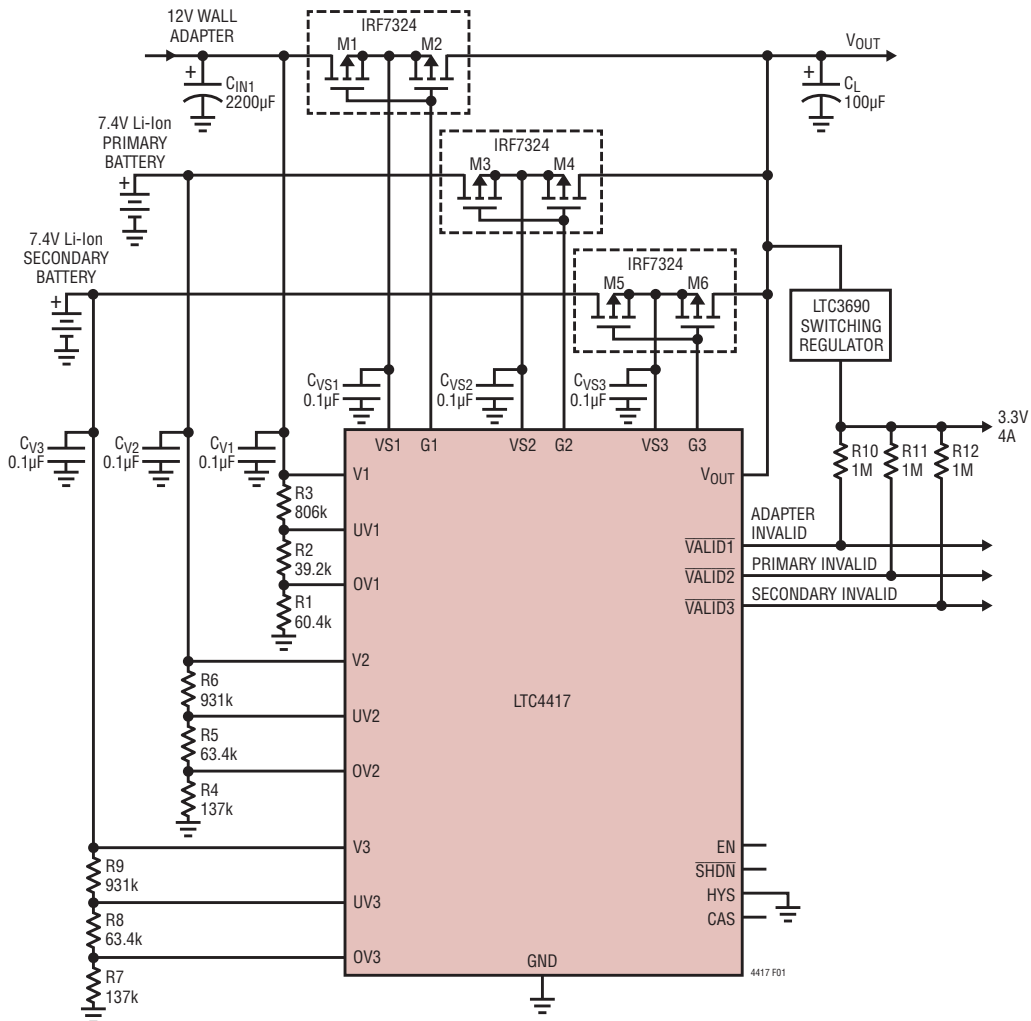 12V WALL
ADAPTER
IRF7324
M1
M2
VOUT
+
CIN1
2200µF
+
CL
100µF
7.4V Li-Ion
PRIMARY
BATTERY
+
IRF7324
M3
M4
7.4V Li-Ion
SECONDARY
BATTERY
+
IRF7324
M5
M6
LTC3690
SWITCHING
REGULATOR
CVS1
0.1µF
CVS2
0.1µF
CVS3
0.1µF
3.3V
4A
CV3
0.1µF
CV2
0.1µF
CV1
0.1µF
VS1
G1
VS2
G2
VS3
G3
R10
1M
R11
1M
R12
1M
V1
VOUT
R3
806k
UV1
ADAPTER
INVALID
VALID1
R2
39.2k
PRIMARY INVALID
VALID2
OV1
SECONDARY INVALID
VALID3
R1
60.4k
V2
R6
931k
LTC4417
UV2
R5
63.4k
OV2
R4
137k
V3
EN
R9
931k
SHDN
HYS
UV3
CAS
R8
63.4k
OV3
GND
4417 F01
R7
137k